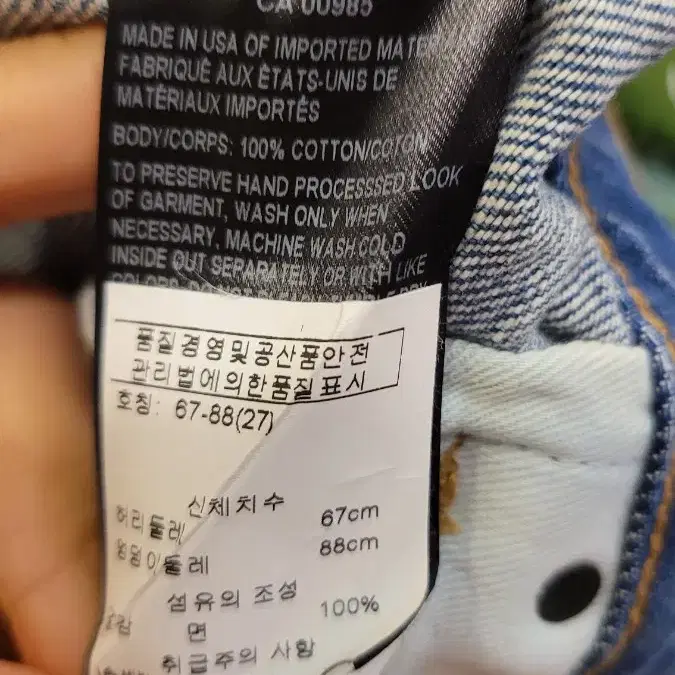 CA 00985
MADE IN USA OF IMPORTED MATER
FABRIQUÉ AUX ÉTATS-UNIS DE
MATÉRIAUX IMPORTÉS
BODY/CORPS: 100% COTTON/COTON
TO PRESERVE HAND PROCESSSED LOOK
OF GARMENT, WASH ONLY WHEN
NECESSARY. MACHINE WASH COLD
INSIDE OUT SEPARATELY OR WITH LIKE
품질경영및공산품안전
관리법에의한품질표시
호칭: 67-88(27)
신체치수
허리둘레 67cm
엉덩이둘레 88cm
섬유의 조성
면 100%
취급주의 사항